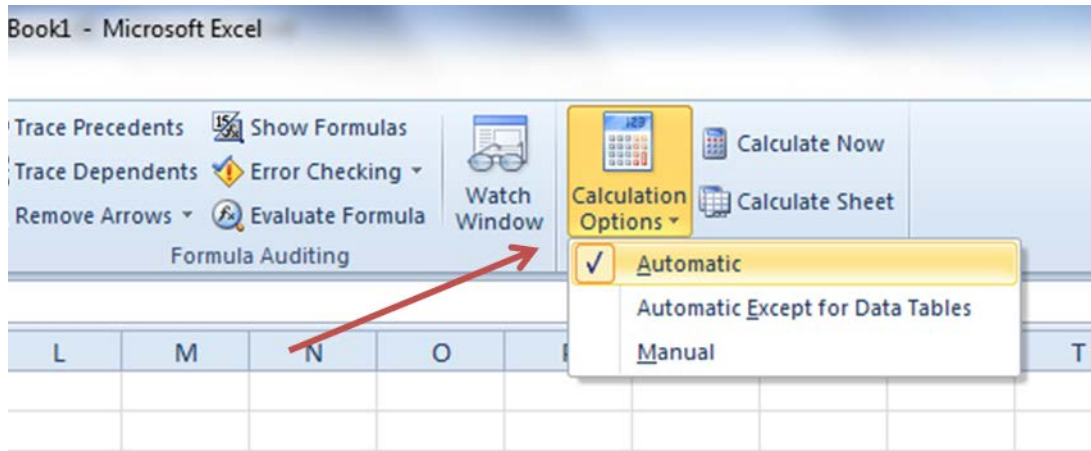 Book1 - Microsoft Excel
Trace Precedents
Show Formulas
Trace Dependents
Error Checking
Remove Arrows
Evaluate Formula
Watch
Window
Formula Auditing
Calculation
Options
Calculate Now
Calculate Sheet
Automatic
Automatic Except for Data Tables
Manual
L M N O T